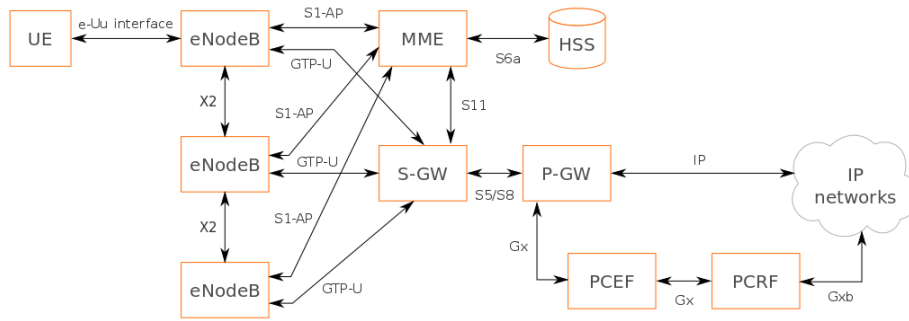 UE
e-Uu interface
eNodeB
S1-AP
MME
S6a
HSS
GTP-U
X2
S1-AP
S11
eNodeB
GTP-U
S-GW
S5/S8
P-GW
IP
IP
networks
X2
S1-AP
GTP-U
eNodeB
Gx
PCEF
Gx
PCRF
Gxb